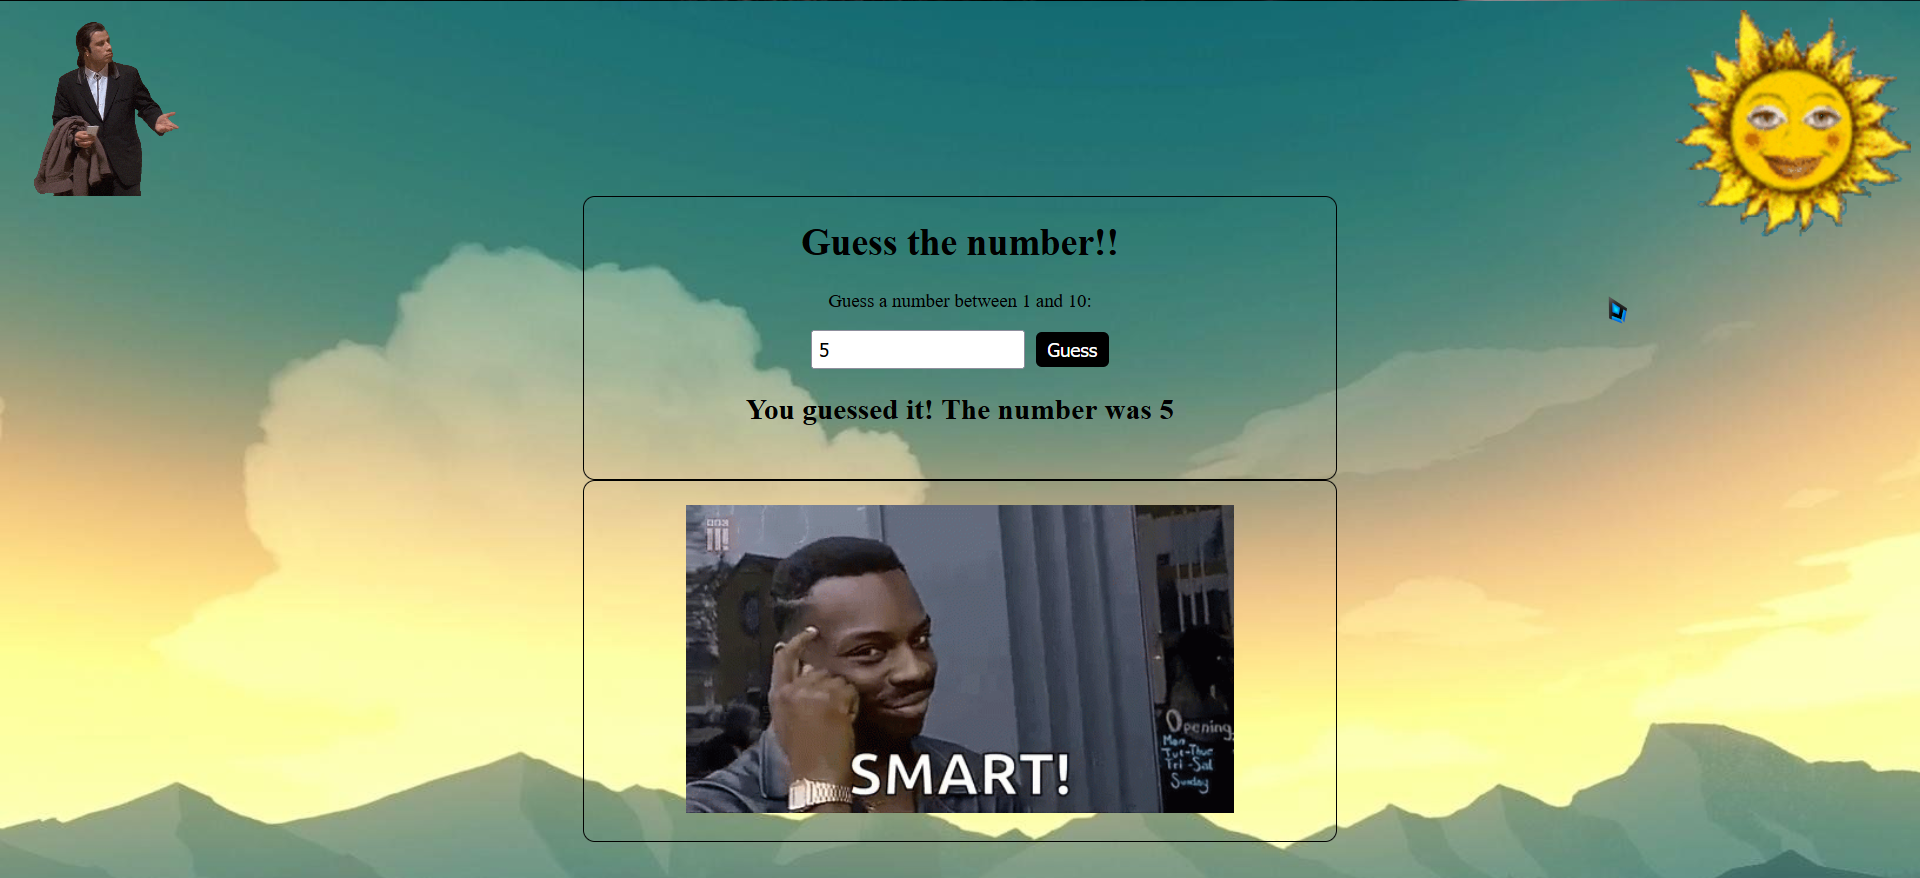 Guess the number!!
Guess a number between 1 and 10:
5
Guess
You guessed it! The number was 5
BBC
Opening
Mon
Tue-Thur
Fri -Sat
Sunday
SMART!